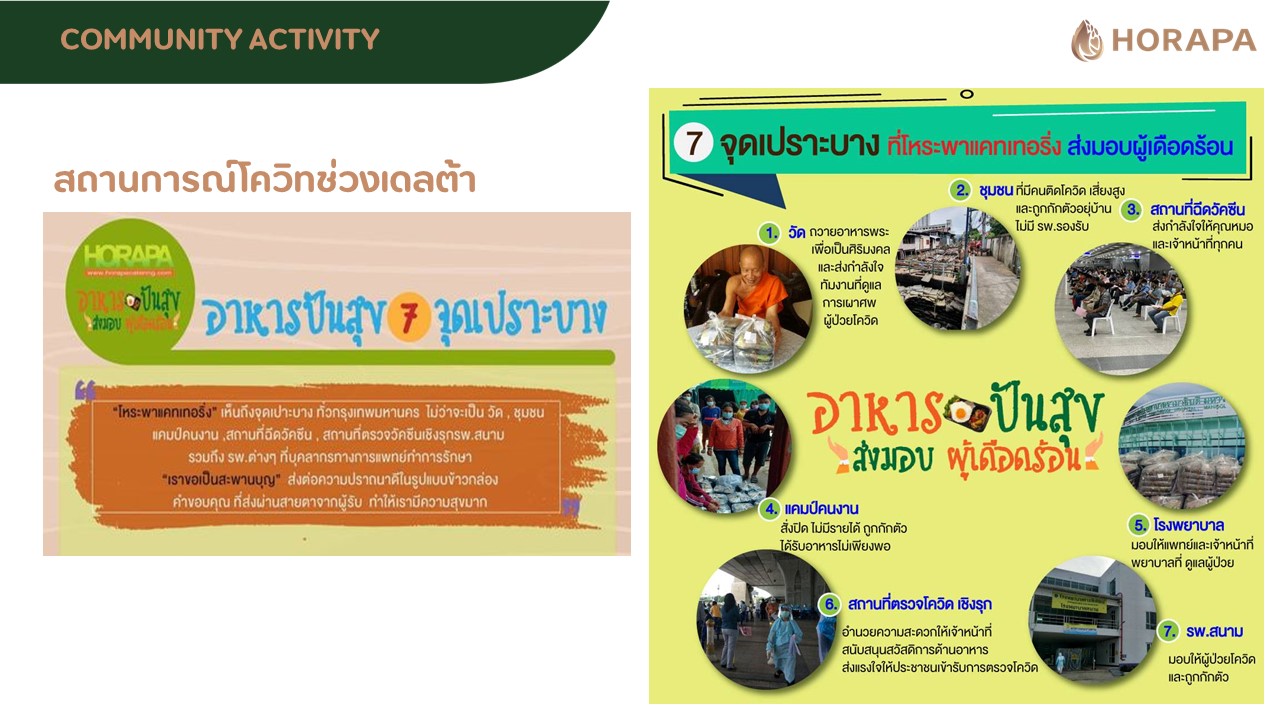 COMMUNITY ACTIVITY
HORAPA
สถานการณ์โควิทช่วงเดลต้า
HORAPA
www.horapacatering.com
อาหารปันสุข
ส่งมอบ ผู้เดือดร้อน
อาหารปันสุข 7 จุดเปราะบาง
“โหระพาแคทเทอริ่ง” เห็นถึงจุดเปาะบาง ทั่วกรุงเทพมหานคร ไม่ว่าจะเป็น วัด , ชุมชน
แคมป์คนงาน ,สถานที่ฉีดวัคซีน , สถานที่ตรวจวัคซีนเชิงรุกรพ.สนาม
รวมถึง รพ.ต่างๆ ที่บุคลากรทางการแพทย์ทำการรักษา
“เราขอเป็นสะพานบุญ” ส่งต่อความปราถนาดีในรูปแบบข้าวกล่อง
คำขอบคุณ ที่ส่งผ่านสายตาจากผู้รับ ทำให้เรามีความสุขมาก
7 จุดเปราะบาง ที่โหระพาแคทเทอริ่ง ส่งมอบผู้เดือดร้อน
1. วัด ถวายอาหารพระ
เพื่อเป็นศิริมงคล
และส่งกำลังใจ
ทีมงานที่ดูแล
การเผาศพ
ผู้ป่วยโควิด
2. ชุมชน ที่มีคนติดโควิด เสี่ยงสูง
และถูกกักตัวอยู่บ้าน
ไม่มี รพ.รองรับ
3. สถานที่ฉีดวัคซีน
ส่งกำลังใจให้คุณหมอ
และเจ้าหน้าที่ทุกคน
อาหารปันสุข
ส่งมอบ ผู้เดือดร้อน
4. แคมป์คนงาน
สั่งปิด ไม่มีรายได้ ถูกกักตัว
ได้รับอาหารไม่เพียงพอ
5. โรงพยาบาล
มอบให้แพทย์และเจ้าหน้าที่
พยาบาลที่ ดูแลผู้ป่วย
6. สถานที่ตรวจโควิด เชิงรุก
อำนวยความสะดวกให้เจ้าหน้าที่
สนับสนุนสวัสดิการด้านอาหาร
ส่งแรงใจให้ประชาชนเข้ารับการตรวจโควิด
7. รพ.สนาม
มอบให้ผู้ป่วยโควิด
และถูกกักตัว